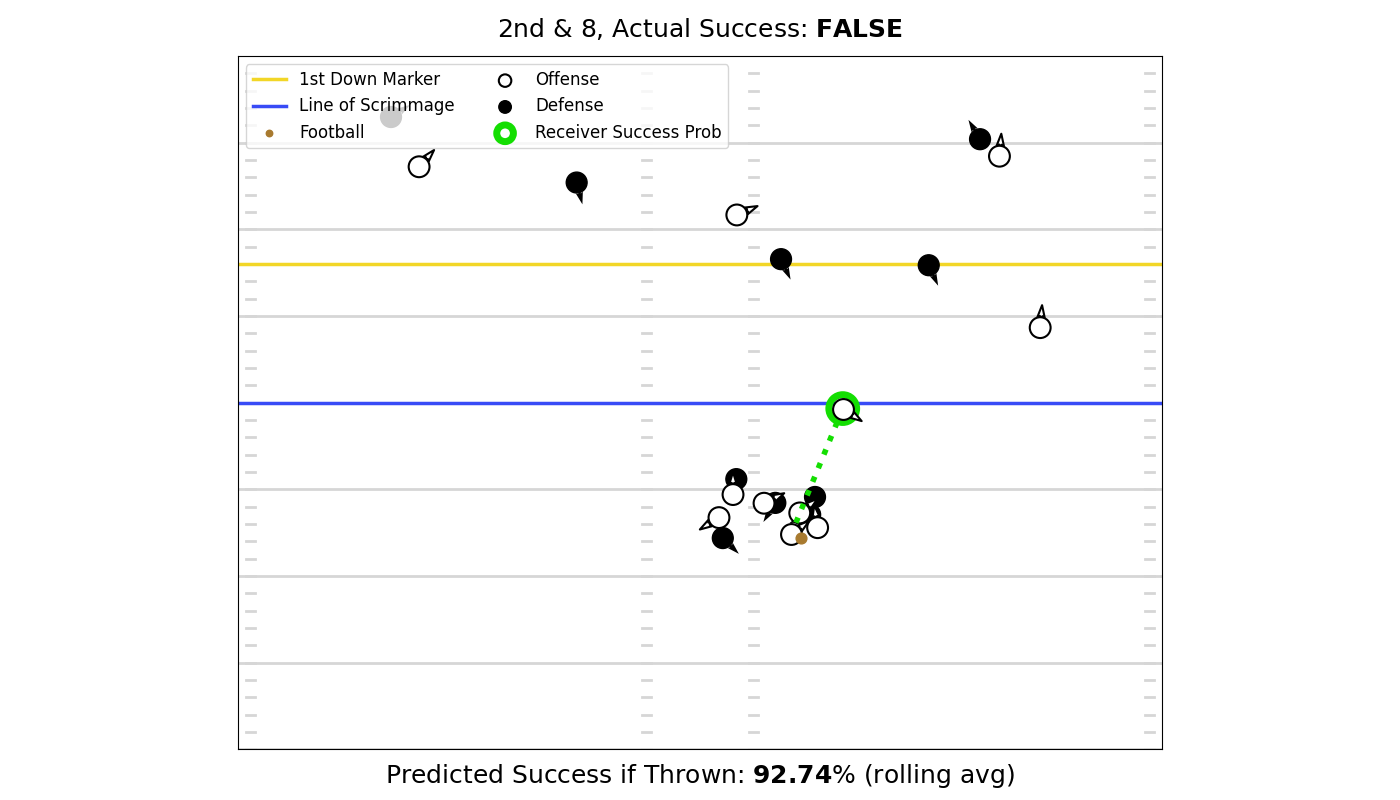 2nd & 8, Actual Success: FALSE
1st Down Marker
Line of Scrimmage
Football
Offense
Defense
Receiver Success Prob
Predicted Success if Thrown: 92.74% (rolling avg)